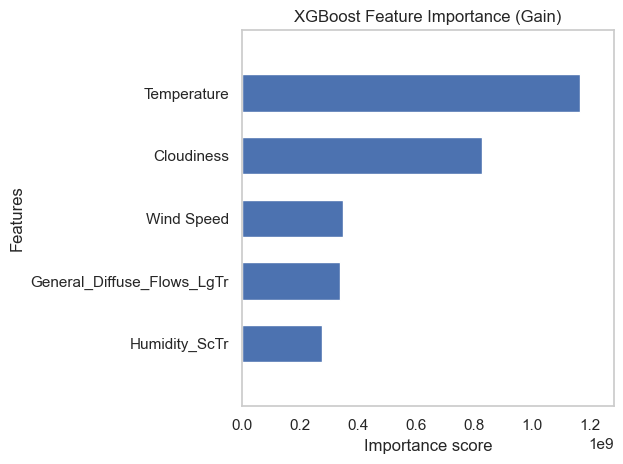 XGBoost Feature Importance (Gain)
Temperature
Cloudiness
Wind Speed
General_Diffuse_Flows_LgTr
Humidity_ScTr
Features
0.0 0.2 0.4 0.6 0.8 1.0 1.2
1e9
Importance score